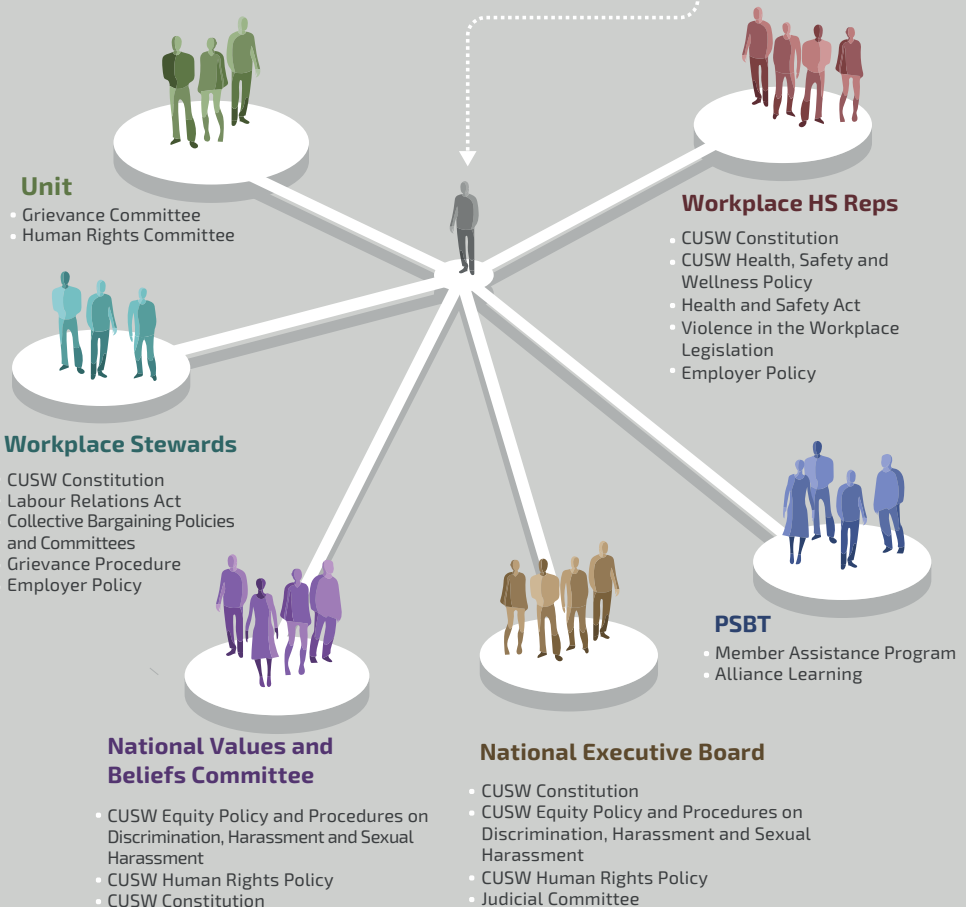 Unit
• Grievance Committee
• Human Rights Committee
Workplace HS Reps
• CUSW Constitution
• CUSW Health, Safety and
Wellness Policy
• Health and Safety Act
• Violence in the Workplace
Legislation
• Employer Policy
Workplace Stewards
CUSW Constitution
Labour Relations Act
Collective Bargaining Policies
and Committees
Grievance Procedure
Employer Policy
PSBT
• Member Assistance Program
• Alliance Learning
National Values and
Beliefs Committee
• CUSW Equity Policy and Procedures on
Discrimination, Harassment and Sexual
Harassment
• CUSW Human Rights Policy
• CUSW Constitution
National Executive Board
• CUSW Constitution
• CUSW Equity Policy and Procedures on
Discrimination, Harassment and Sexual
Harassment
• CUSW Human Rights Policy
• Judicial Committee